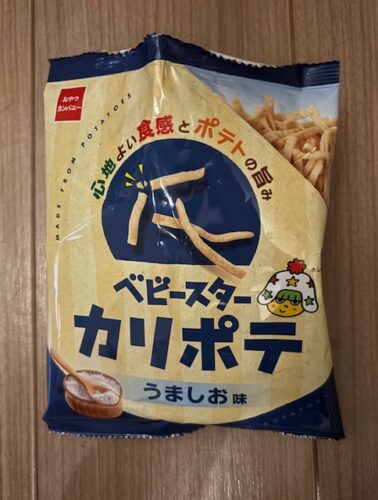 おやつ
カンパニー
心地よい食感とポテトの旨み
MADE FROM POTATOES
ベビースター
カリポテ
うましお味